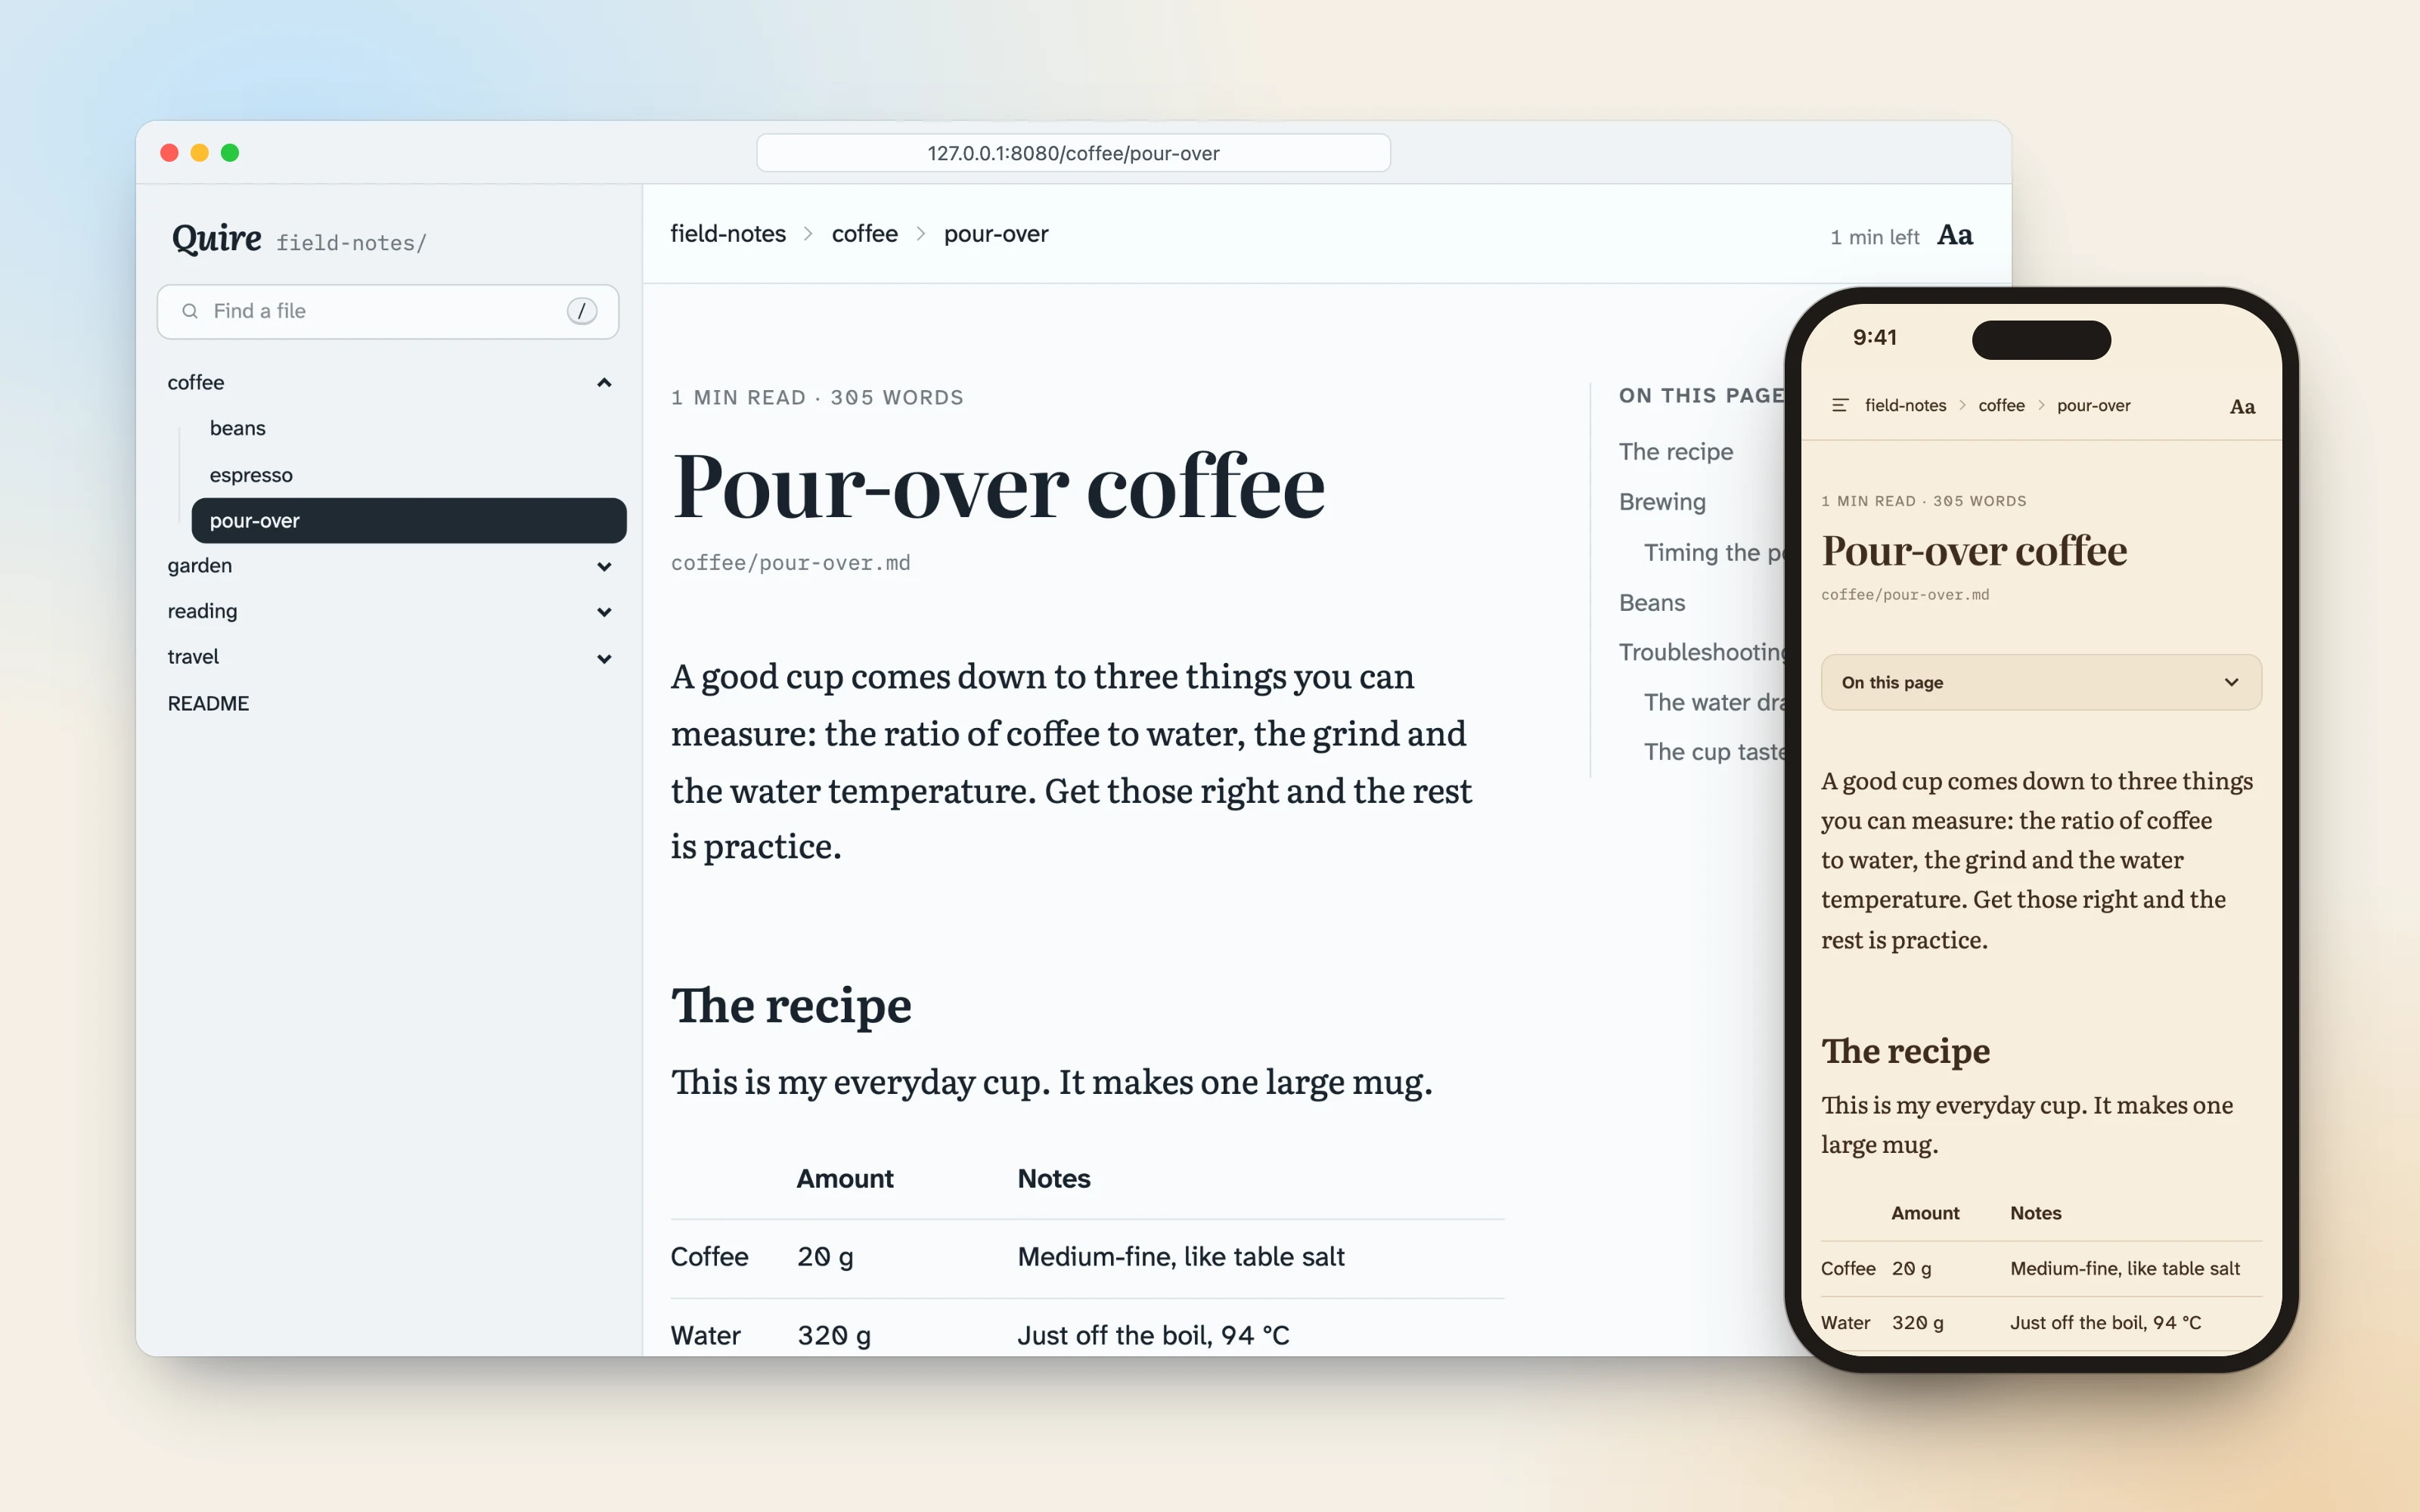 127.0.0.1:8080/coffee/pour-over
Quire field-notes/
Find a file /
coffee
beans
espresso
pour-over
garden
reading
travel
README
field-notes > coffee > pour-over
1 min left Aa
1 MIN READ · 305 WORDS
Pour-over coffee
coffee/pour-over.md
A good cup comes down to three things you can
measure: the ratio of coffee to water, the grind and
the water temperature. Get those right and the rest
is practice.
The recipe
This is my everyday cup. It makes one large mug.
Amount Notes
Coffee 20 g Medium-fine, like table salt
Water 320 g Just off the boil, 94 °C
ON THIS PAGE
The recipe
Brewing
Timing the
Beans
Troubleshooting
The water
The cup
9:41
field-notes > coffee > pour-over Aa
1 MIN READ · 305 WORDS
Pour-over coffee
coffee/pour-over.md
On this page
A good cup comes down to three things
you can measure: the ratio of coffee
to water, the grind and the water
temperature. Get those right and the
rest is practice.
The recipe
This is my everyday cup. It makes one
large mug.
Amount Notes
Coffee 20 g Medium-fine, like table salt
Water 320 g Just off the boil, 94 °C